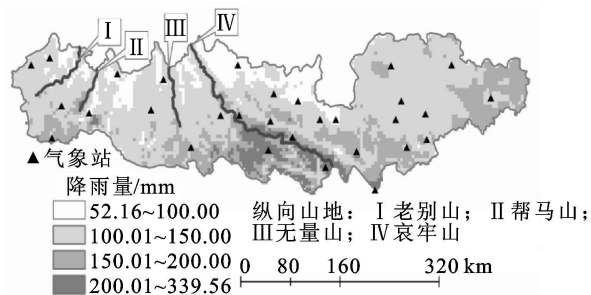 Ⅰ Ⅱ Ⅲ Ⅳ
▲气象站
降雨量/mm
52.16~100.00
100.01~150.00
150.01~200.00
200.01~339.56
纵向山地：Ⅰ老别山；Ⅱ帮马山；
Ⅲ无量山；Ⅳ哀牢山
0 80 160 320 km